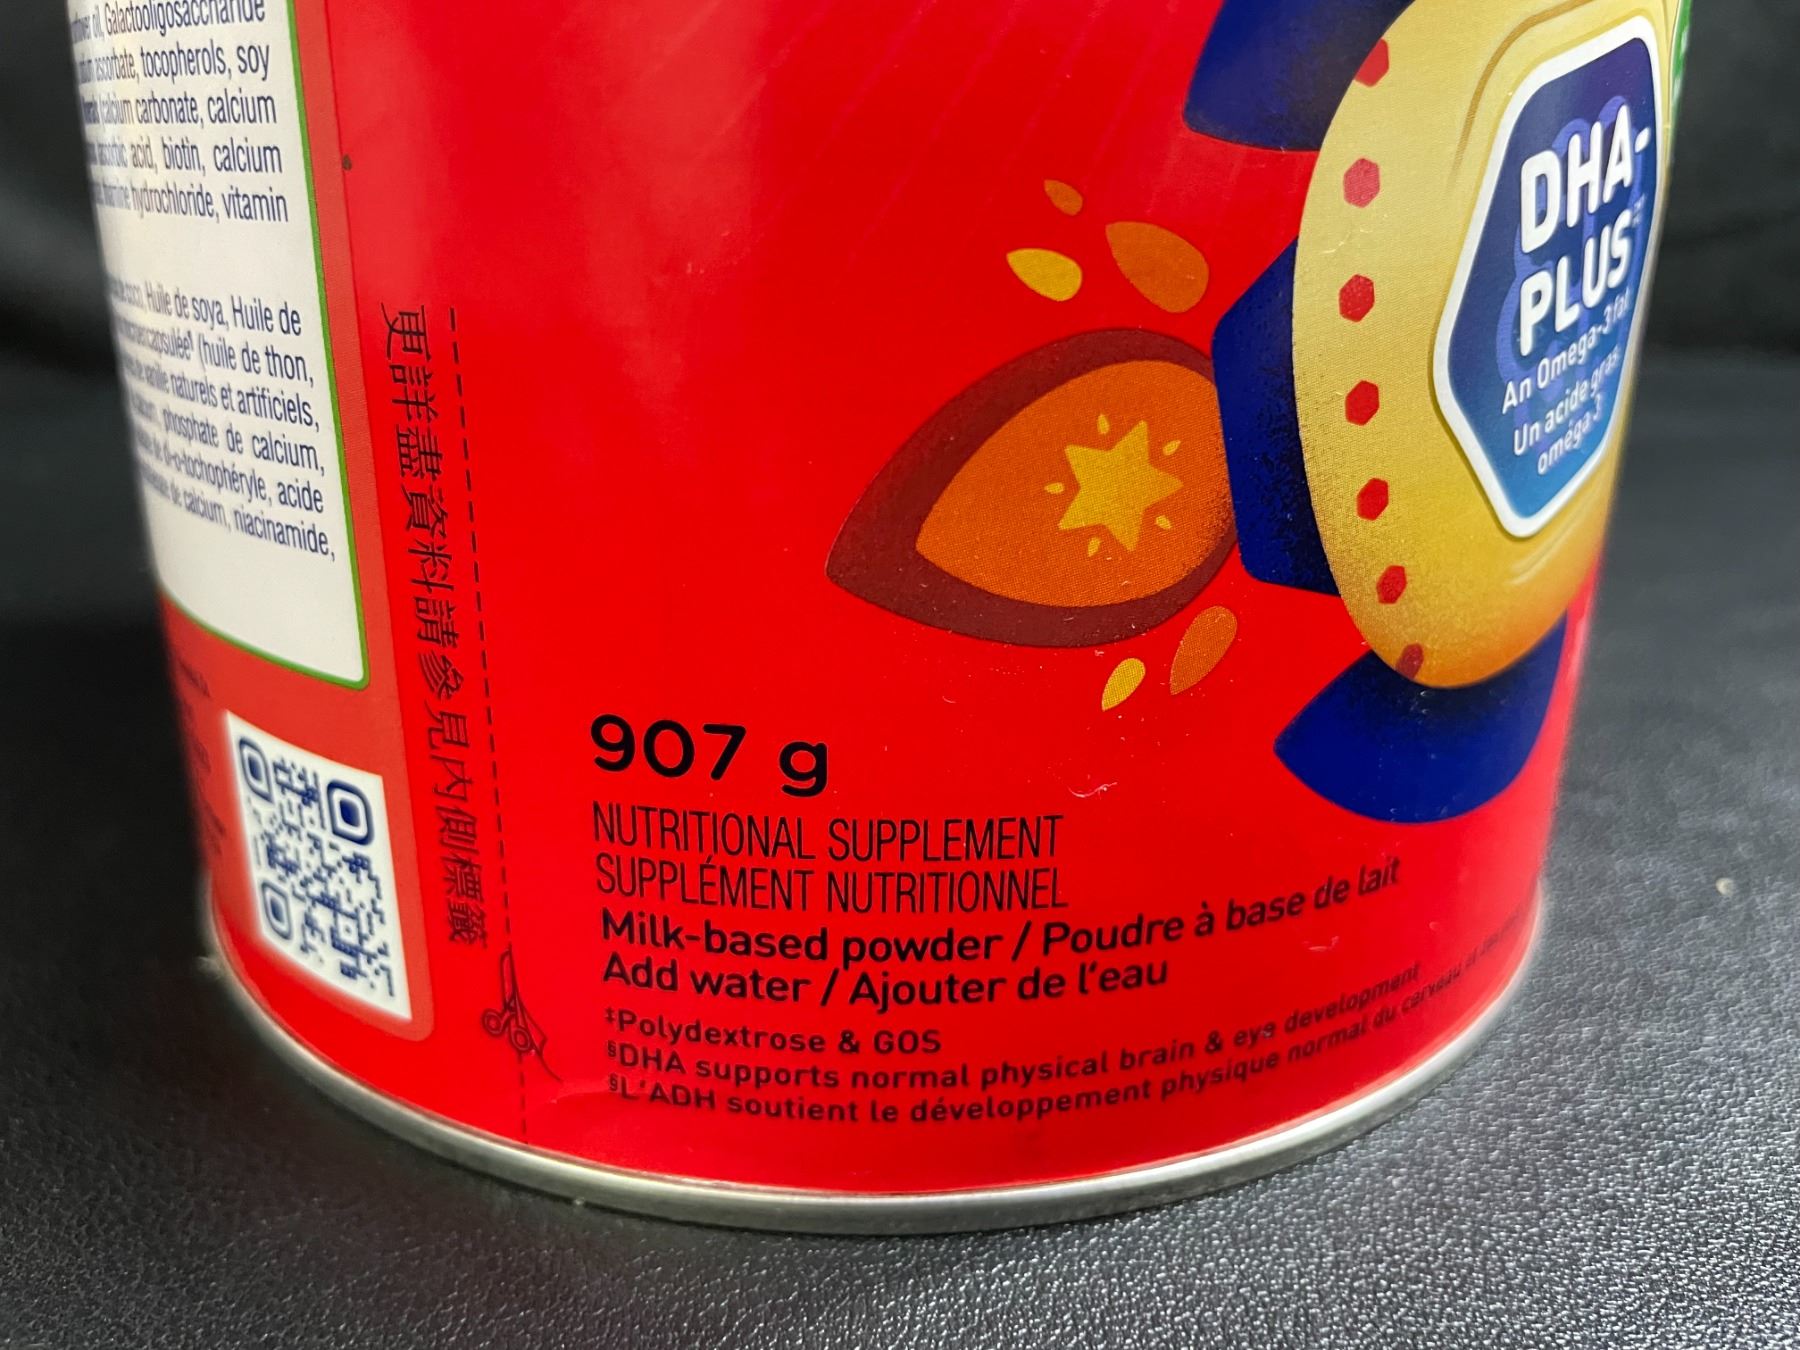 Galactooligosaccharide
ascorbate, tocopherols, soy
(calcium carbonate, calcium
ascorbic acid, biotin, calcium
hydrochloride, vitamin
coco, Huile de soya, Huile de
(huile de thon,
naturels et artificiels,
phosphate de calcium,
acide
de calcium, niacinamide,
更詳盡資料請參見內側標籤
DHA-
PLUS
An Omega-3 fat
Un acide gras
oméga-3
907 g
NUTRITIONAL SUPPLEMENT
SUPPLÉMENT NUTRITIONNEL
Milk-based powder / Poudre à base de lait
Add water / Ajouter de l'eau
‡Polydextrose & GOS
§DHA supports normal physical brain & eye development
§L'ADH soutient le développement physique normal du cerveau et